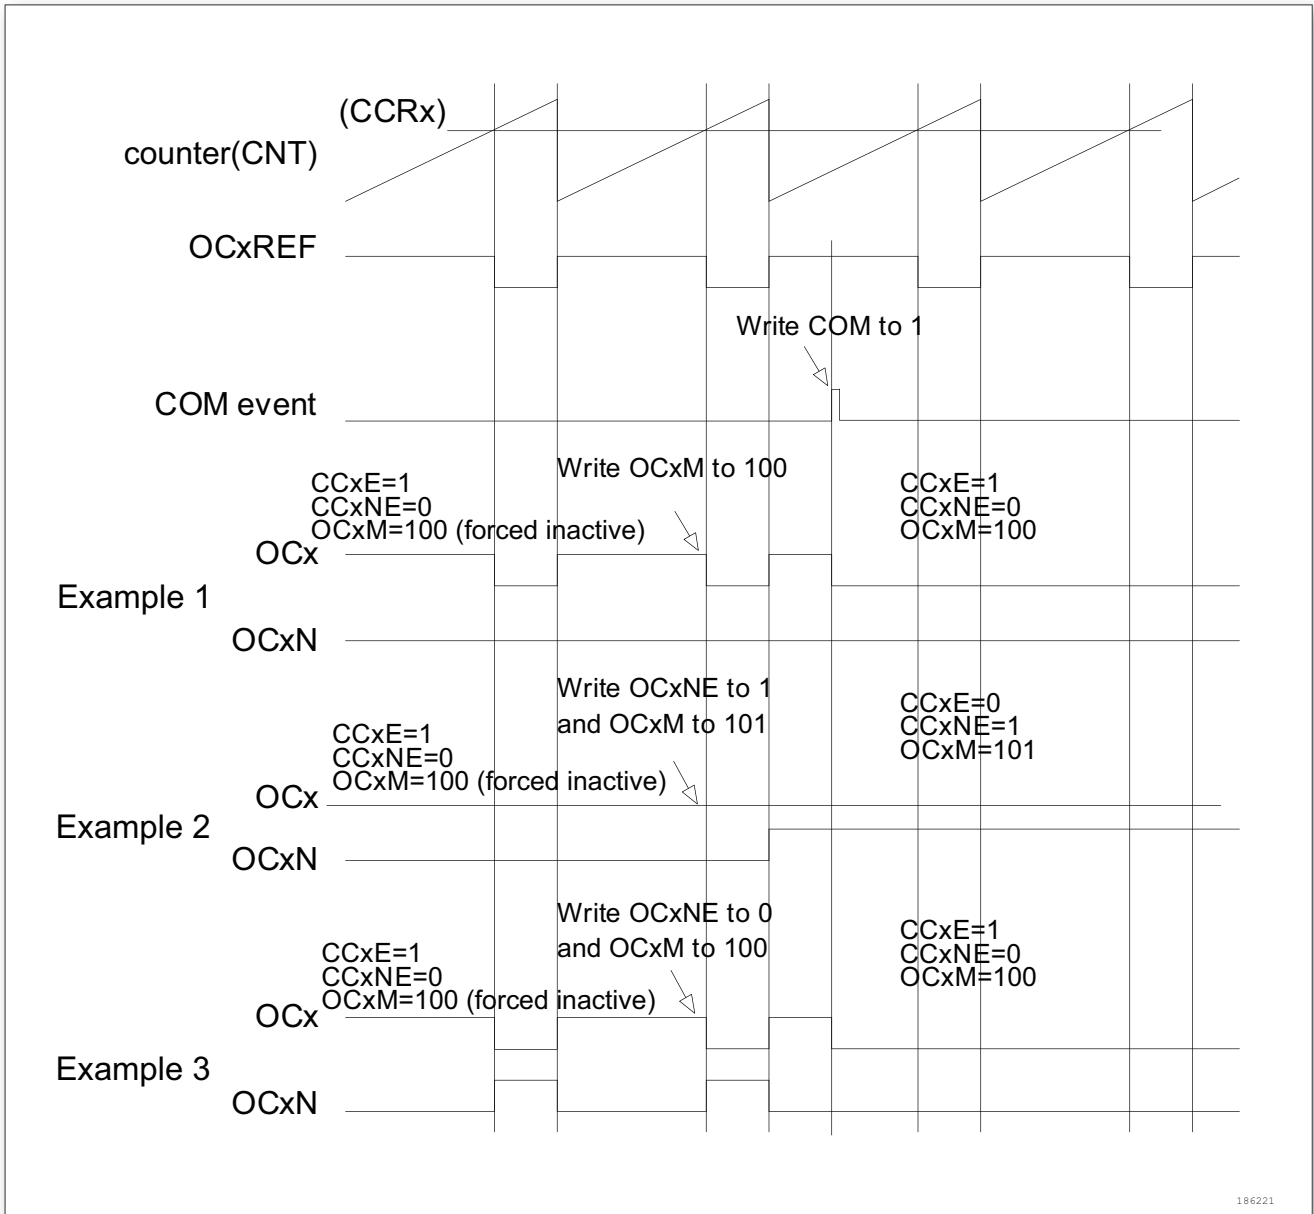 (CCRx)
counter(CNT)
OCxREF
Write COM to 1
COM event
Write OCxM to 100
CCxE=1
CCxNE=0
OCxM=100 (forced inactive)
CCxE=1
CCxNE=0
OCxM=100
OCx
Example 1
OCxN
Write OCxNE to 1
and OCxM to 101
CCxE=1
CCxNE=0
OCxM=100 (forced inactive)
CCxE=0
CCxNE=1
OCxM=101
OCx
Example 2
OCxN
Write OCxNE to 0
and OCxM to 100
CCxE=1
CCxNE=0
OCxM=100 (forced inactive)
CCxE=1
CCxNE=0
OCxM=100
OCx
Example 3
OCxN
186221